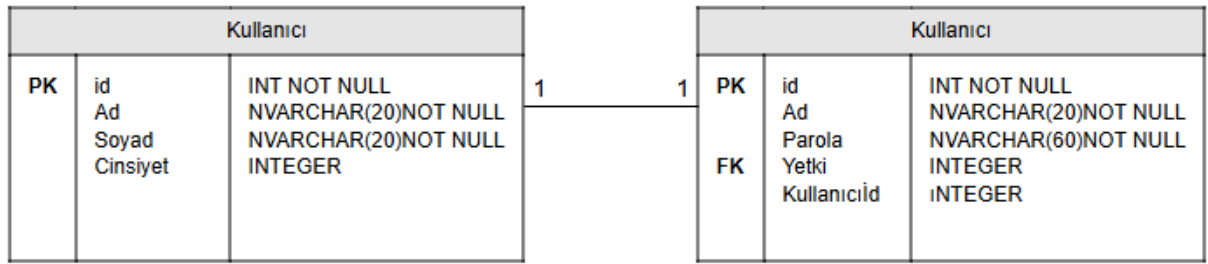 Kullanıcı
PK id INT NOT NULL
Ad NVARCHAR(20)NOT NULL
Soyad NVARCHAR(20)NOT NULL
Cinsiyet INTEGER
1 1
Kullanıcı
PK id INT NOT NULL
Ad NVARCHAR(20)NOT NULL
Parola NVARCHAR(60)NOT NULL
FK Yetki INTEGER
Kullanıcıİd ıNTEGER